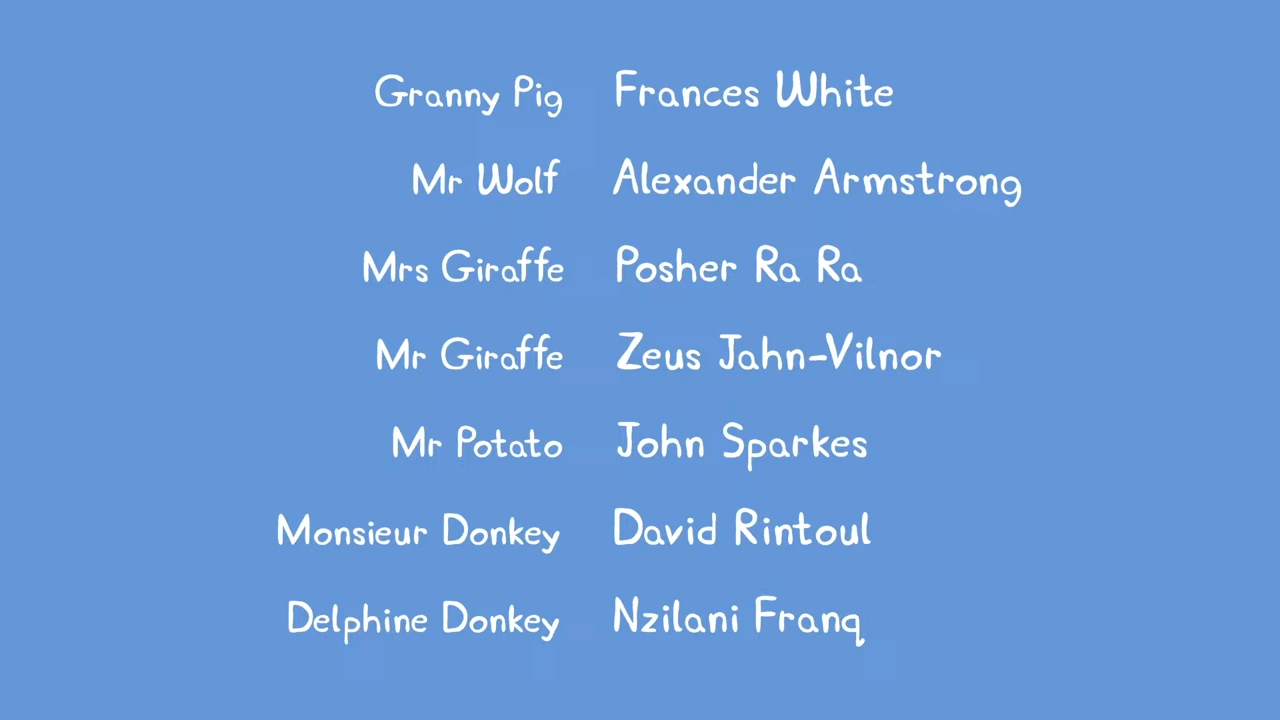 Granny Pig Frances White
Mr Wolf Alexander Armstrong
Mrs Giraffe Posher Ra Ra
Mr Giraffe Zeus Jahn-Vilnor
Mr Potato John Sparkes
Monsieur Donkey David Rintoul
Delphine Donkey Nzilani Franq